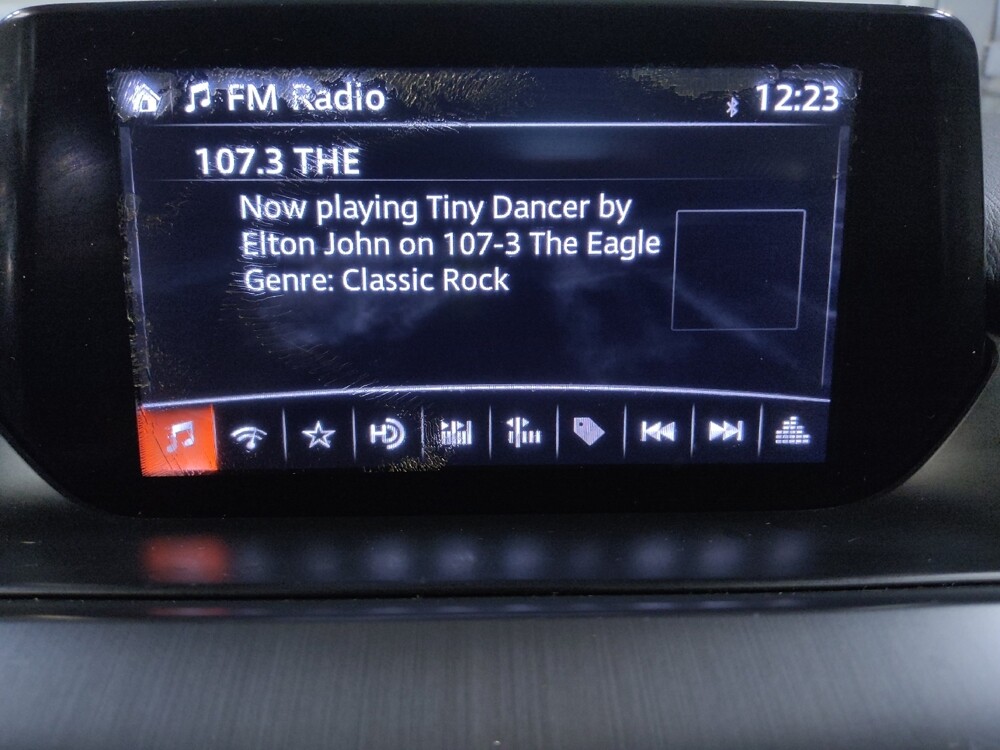 FM Radio
12:23
107.3 THE
Now playing Tiny Dancer by
Elton John on 107-3 The Eagle
Genre: Classic Rock
HD